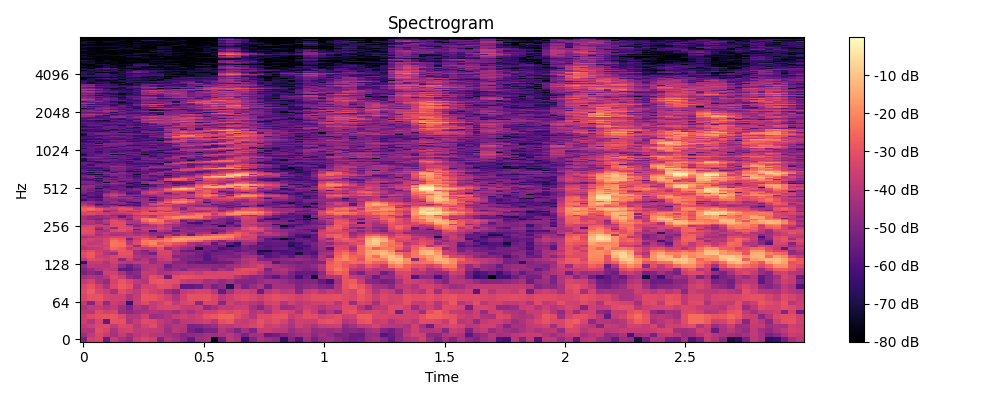 Spectrogram
4096
2048
1024
512
256
128
64
0
Hz
0
0.5
1
1.5
2
2.5
Time
-10 dB
-20 dB
-30 dB
-40 dB
-50 dB
-60 dB
-70 dB
-80 dB